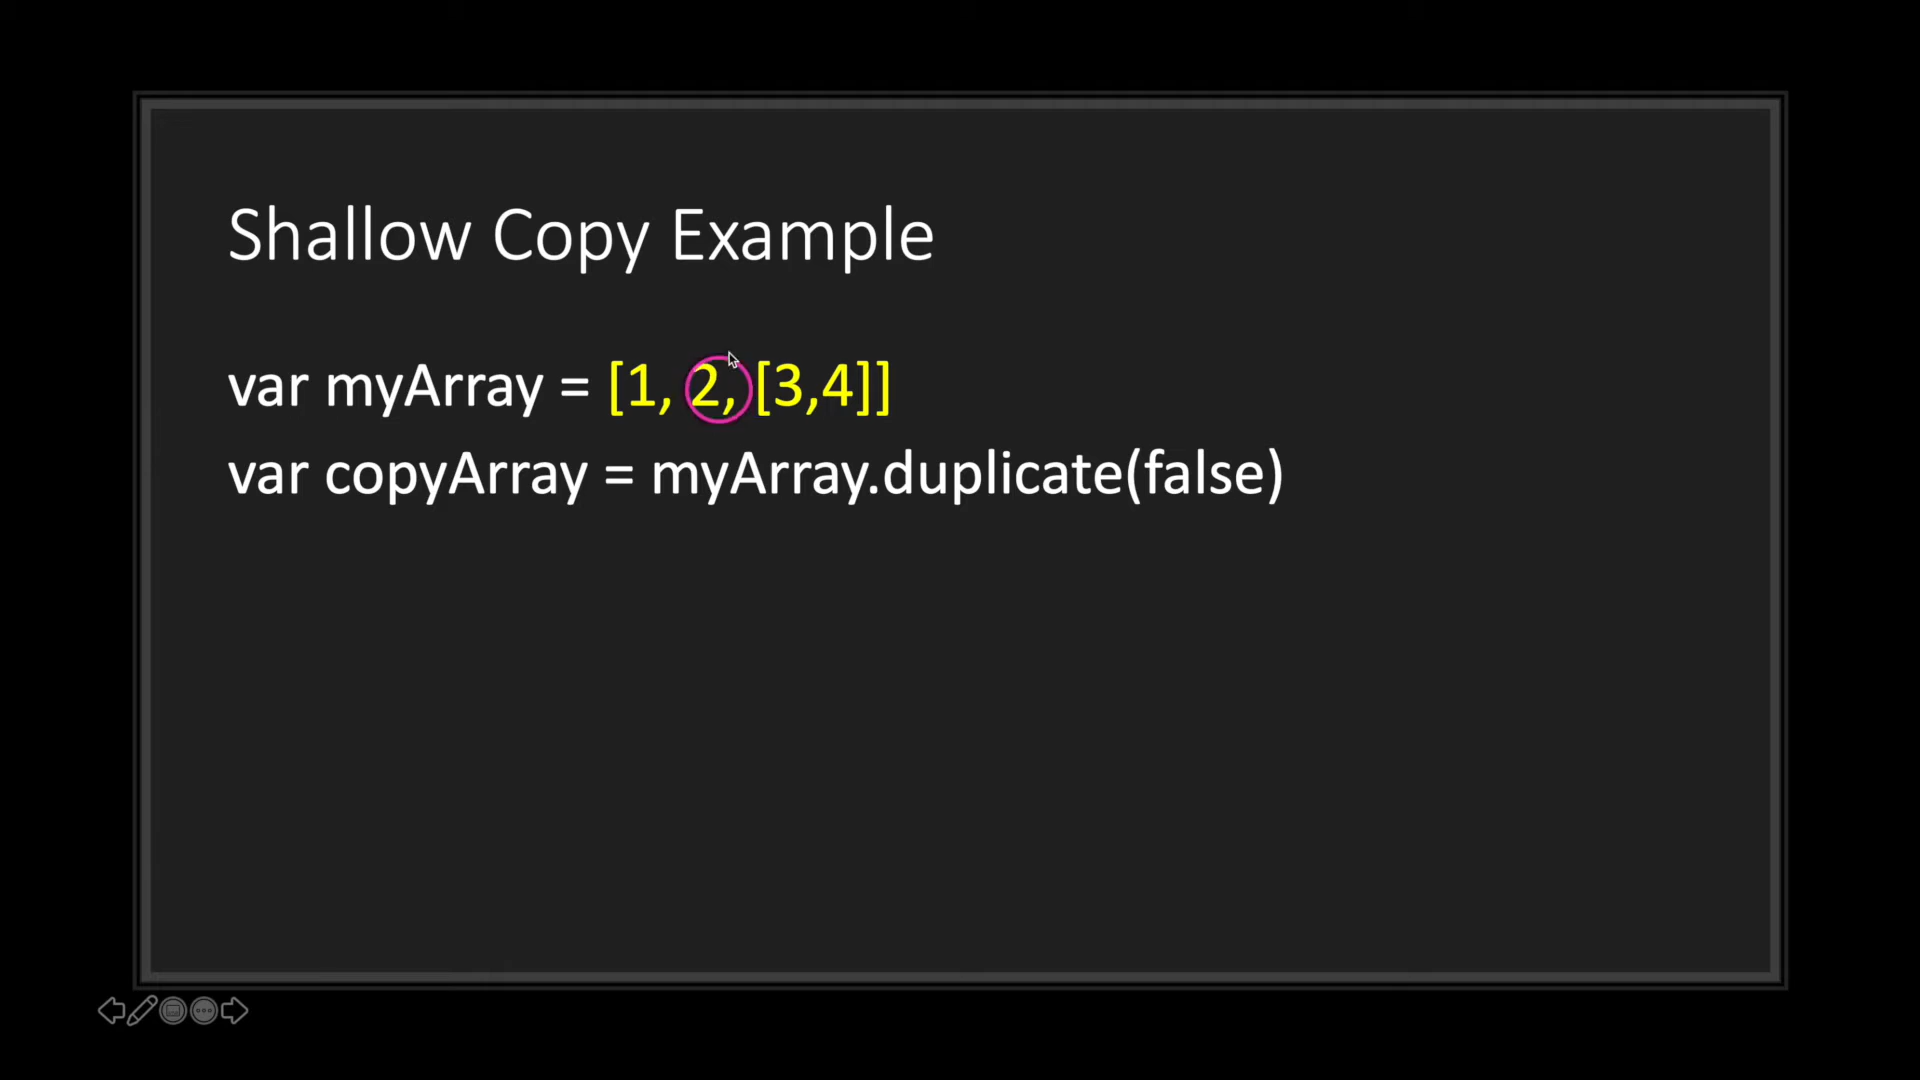 Shallow Copy Example
var myArray = [1, 2, [3,4]]
var copyArray = myArray.duplicate(false)